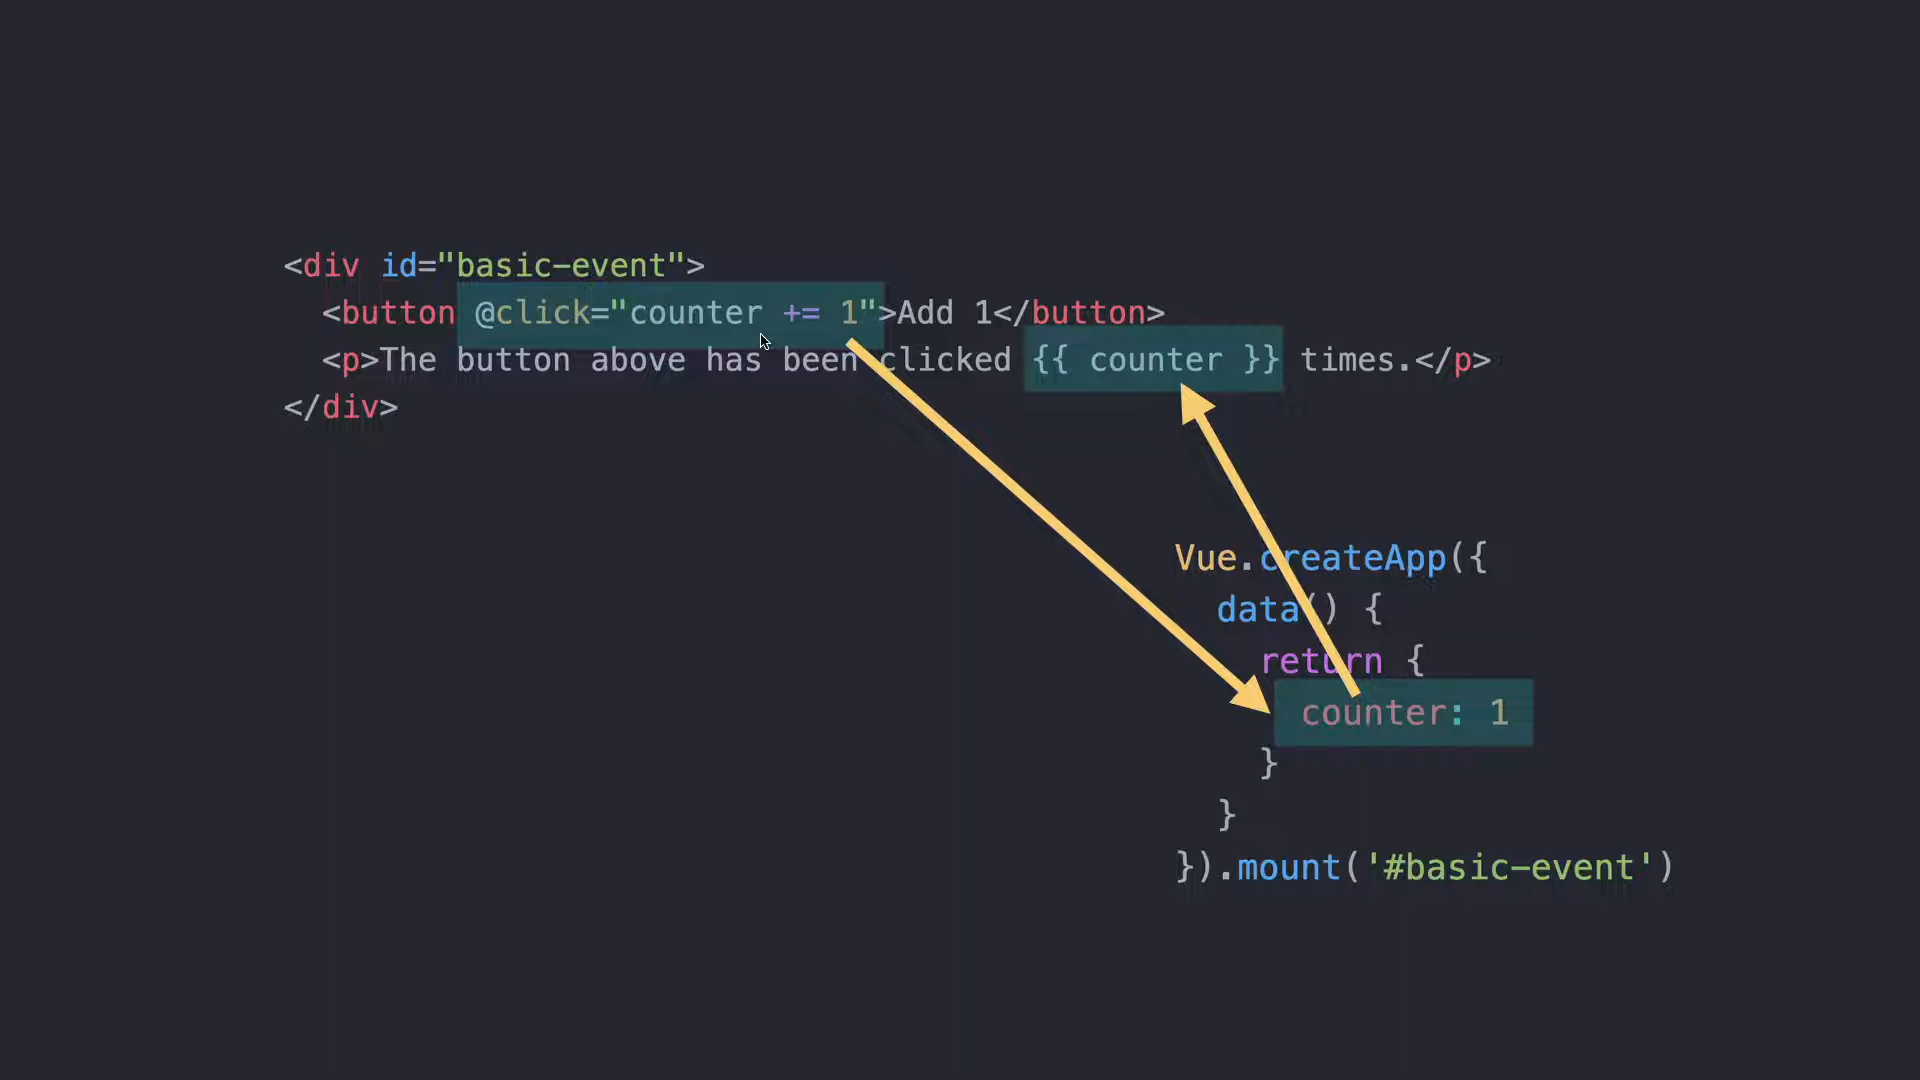 <div id="basic-event">
<button @click="counter += 1">Add 1</button>
<p>The button above has been clicked {{ counter }} times.</p>
</div>
Vue.createApp({
data() {
return {
counter: 1
}
}
}).mount('#basic-event')